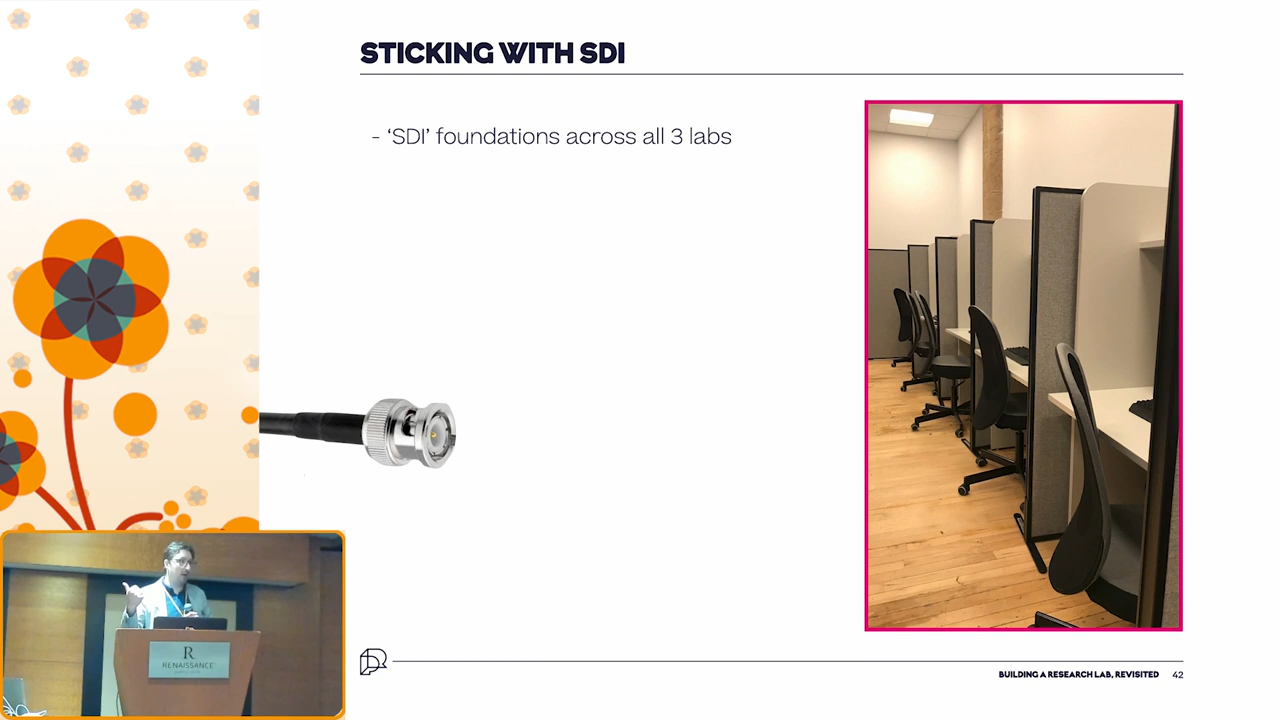 STICKING WITH SDI
- ‘SDI’ foundations across all 3 labs
R
RENAISSANCE
BUILDING A RESEARCH LAB, REVISITED 42